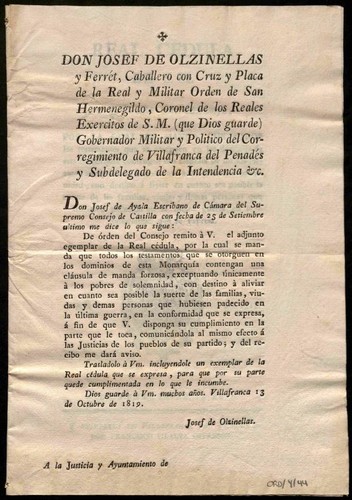 DON JOSEF DE OLZINELLAS
y Ferrét, Caballero con Cruz y Placa
de la Real y Militar Orden de San
Hermenegildo, Coronel de los Reales
Exercitos de S. M. (que Dios guarde)
Gobernador Militar y Politico del Cor-
regimiento de Villafranca del Penadés
y Subdelegado de la Intendencia &c.
Don Josef de Ayala Escribano de Cámara del Su-
premo Consejo de Castilla con fecha de 25 de Setiembre
último me dice lo que sigue:
De órden del Consejo remito à V. el adjunto
egemplar de la Real cédula, por la cual se man-
da que todos los testamentos que se otorguen en
los dominios de esta Monarquía contengan una
cláusula de manda forzosa, exceptuando únicamente
à los pobres de solemnidad, con destino à aliviar
en cuanto sea posible la suerte de las familias, viu-
das y demas personas que hubiesen padecido en
la última guerra, en la conformidad que se expresa,
á fin de que V. disponga su cumplimiento en la
parte que le toca, comunicándola al mismo efecto á
las Justicias de los pueblos de su partido; y del re-
cibo me dará aviso.
Trasladolo à Vm. incluyendole un exemplar de la
Real cédula que se expresa, para que por su parte
quede cumplimentada en lo que le incumbe.
Dios guarde à Vm. muchos años. Villafranca 13
de Octubre de 1819.
Josef de Olzinellas.
A la Justicia y Ayuntamiento de
ORD/4/44